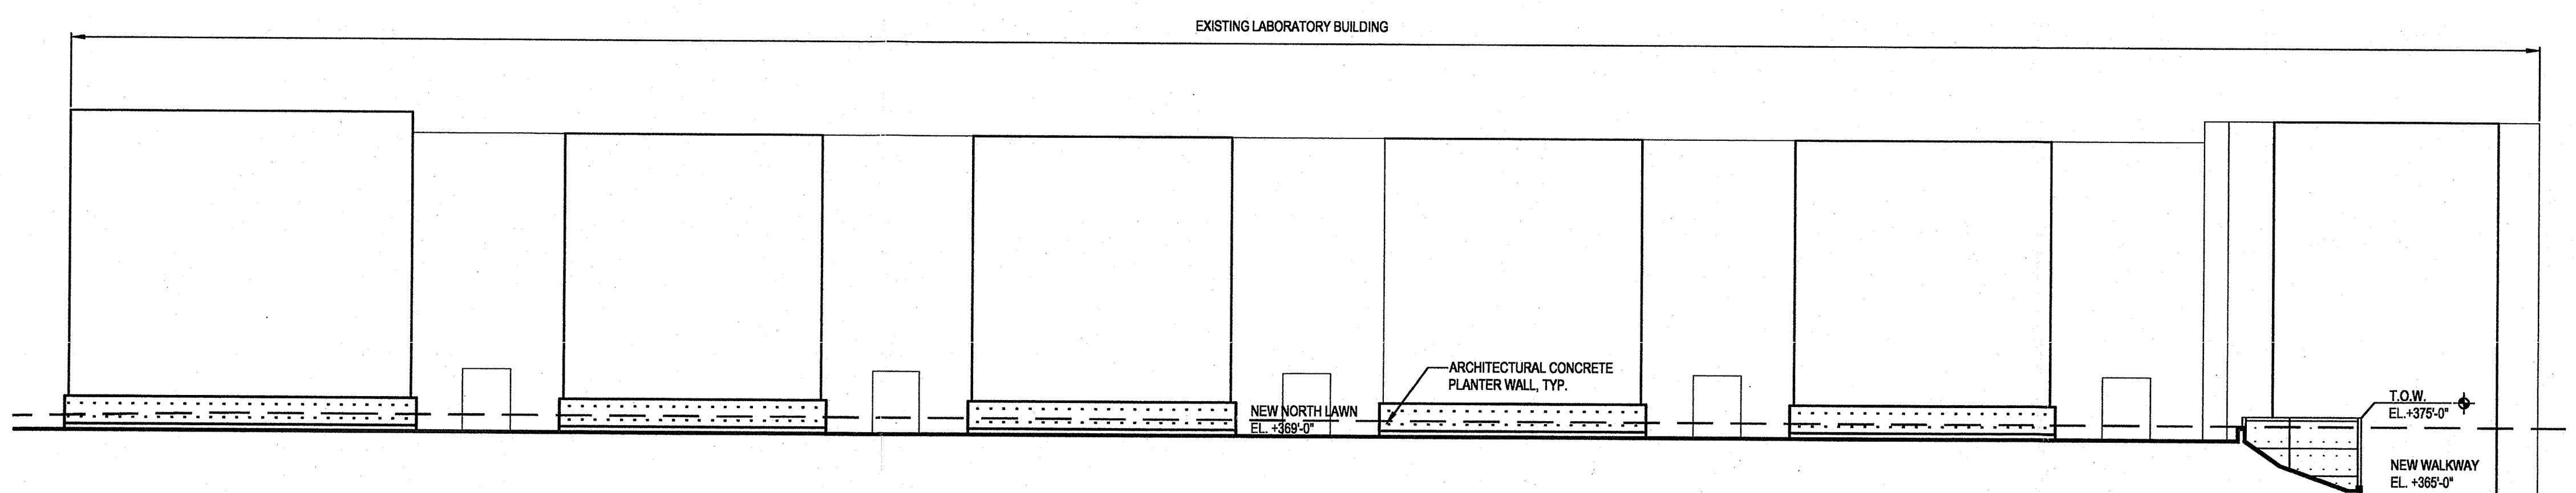 EXISTING LABORATORY BUILDING
ARCHITECTURAL CONCRETE
PLANTER WALL, TYP.
NEW NORTH LAWN
EL. +369'-0"
T.O.W.
EL.+375'-0"
NEW WALKWAY
EL. +365'-0"